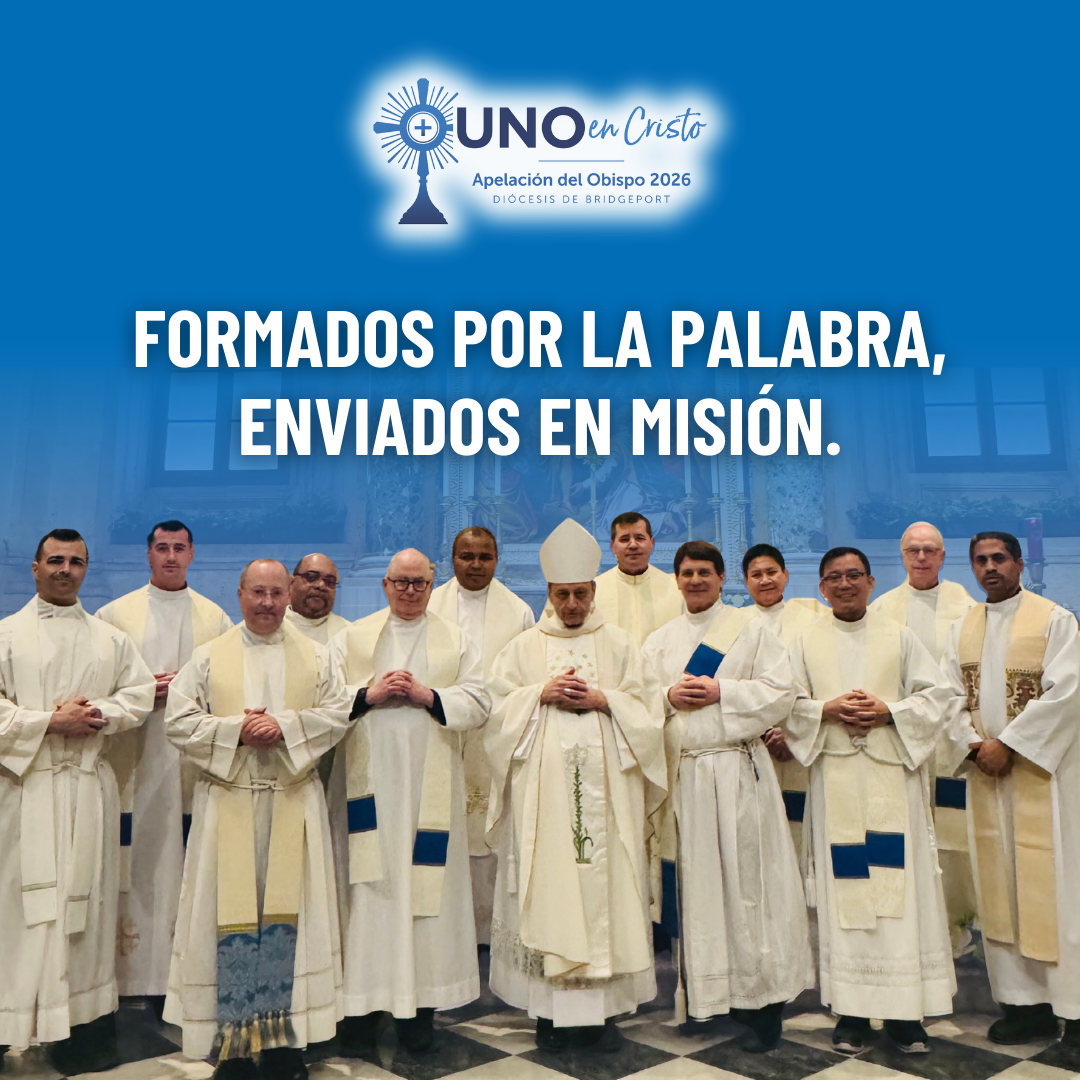 UNO en Cristo
Apelación del Obispo 2026
DIÓCESIS DE BRIDGEPORT
FORMADOS POR LA PALABRA,
ENVIADOS EN MISIÓN.